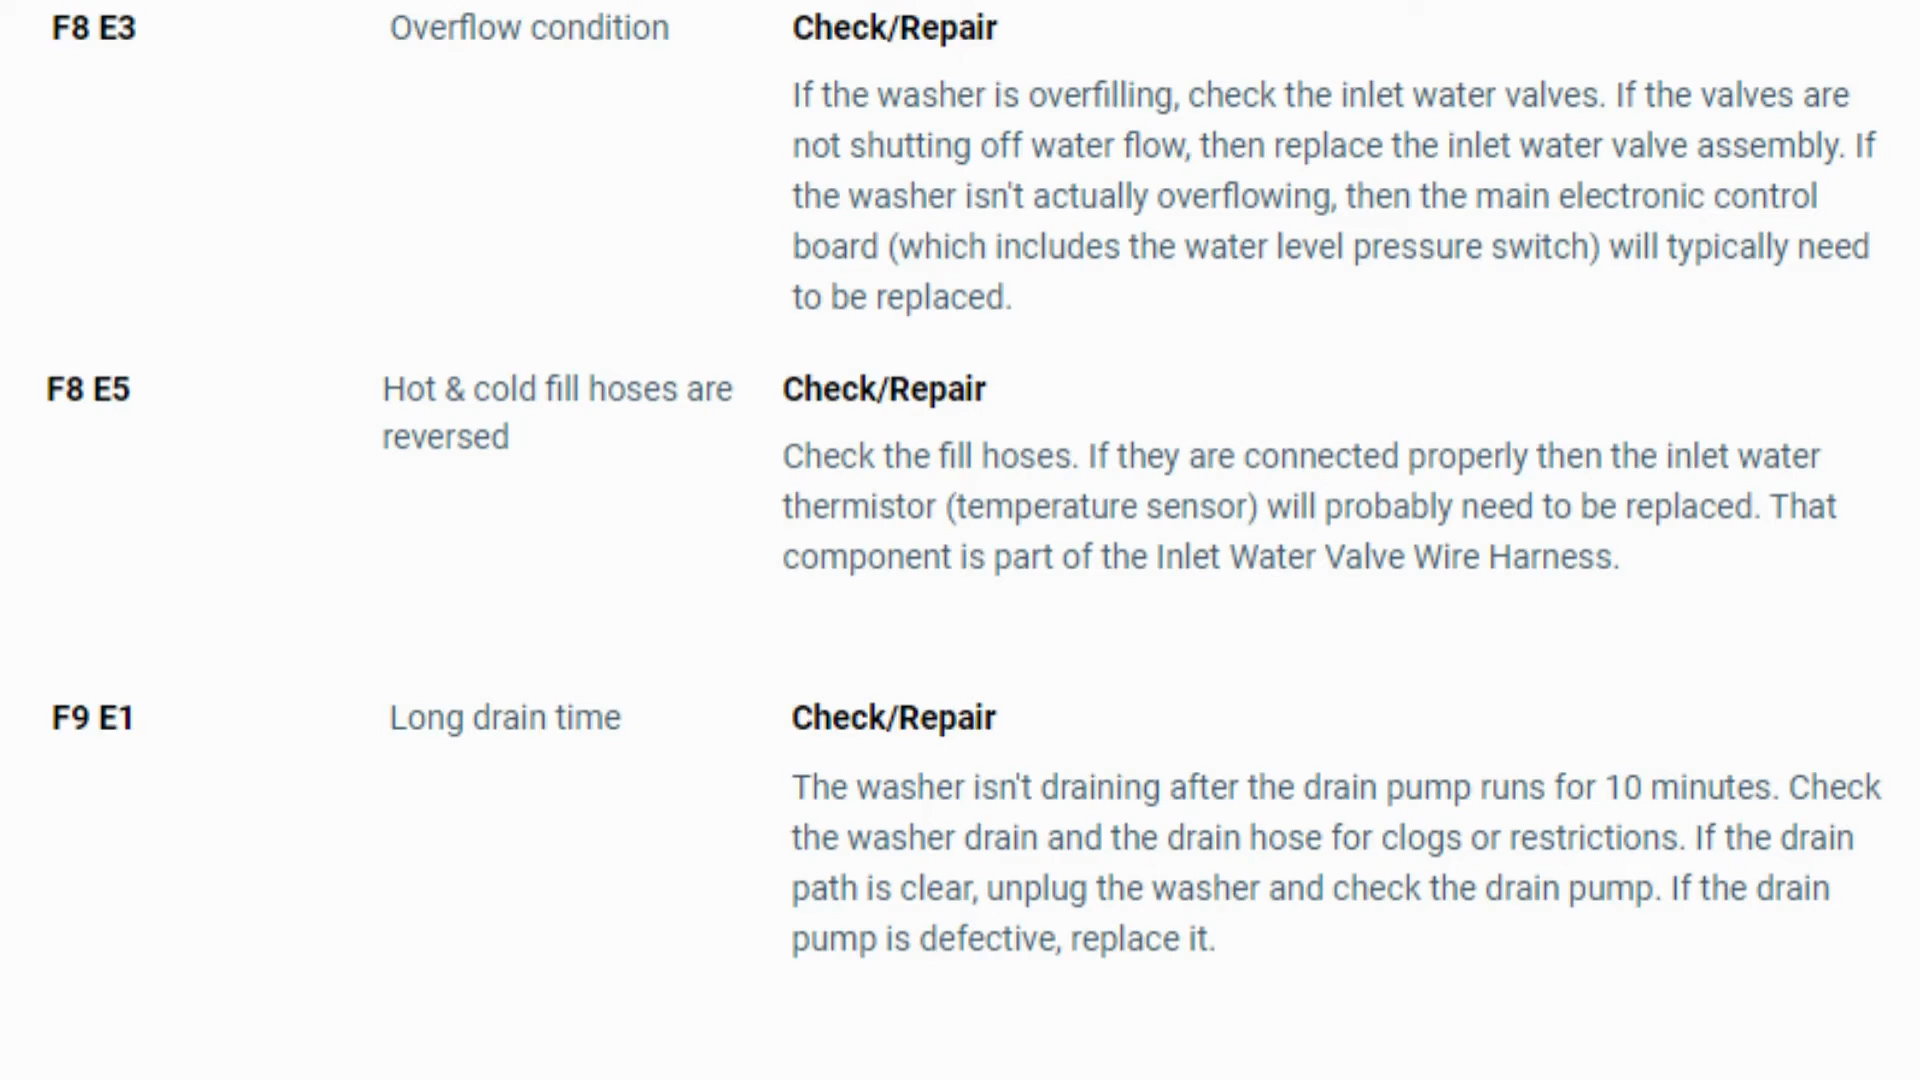 F8 E3
Overflow condition
Check/Repair
If the washer is overfilling, check the inlet water valves. If the valves are
not shutting off water flow, then replace the inlet water valve assembly. If
the washer isn't actually overflowing, then the main electronic control
board (which includes the water level pressure switch) will typically need
to be replaced.
F8 E5
Hot & cold fill hoses are
reversed
Check/Repair
Check the fill hoses. If they are connected properly then the inlet water
thermistor (temperature sensor) will probably need to be replaced. That
component is part of the Inlet Water Valve Wire Harness.
F9 E1
Long drain time
Check/Repair
The washer isn't draining after the drain pump runs for 10 minutes. Check
the washer drain and the drain hose for clogs or restrictions. If the drain
path is clear, unplug the washer and check the drain pump. If the drain
pump is defective, replace it.